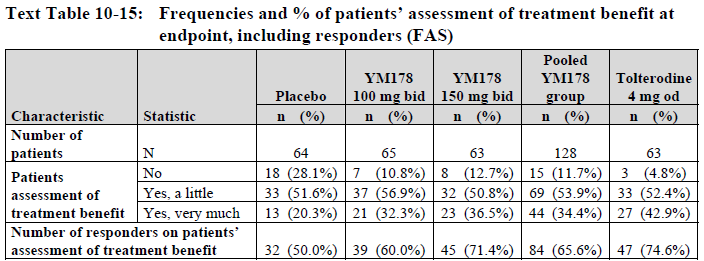 Text Table 10-15: Frequencies and % of patients’ assessment of treatment benefit at
endpoint, including responders (FAS)
Pooled
YM178 YM178 YM178 Tolterodine
Placebo 100 mg bid 150 mg bid group 4 mg od
Characteristic Statistic n (%) n (%) n (%) n (%) n (%)
Number of
patients N 64 65 63 128 63
Patients No 18 (28.1%) 7 (10.8%) 8 (12.7%) 15 (11.7%) 3 (4.8%)
assessment of Yes, a little 33 (51.6%) 37 (56.9%) 32 (50.8%) 69 (53.9%) 33 (52.4%)
treatment benefit Yes, very much 13 (20.3%) 21 (32.3%) 23 (36.5%) 44 (34.4%) 27 (42.9%)
Number of responders on patients’
assessment of treatment benefit 32 (50.0%) 39 (60.0%) 45 (71.4%) 84 (65.6%) 47 (74.6%)